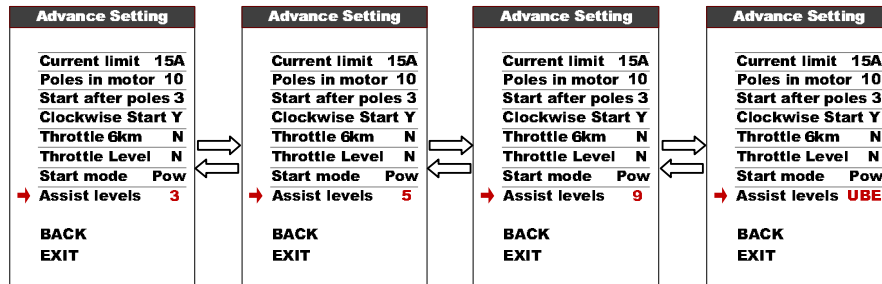 Advance Setting
Current limit 15A
Poles in motor 10
Start after poles 3
Clockwise Start Y
Throttle 6km N
Throttle Level N
Start mode Pow
Assist levels 3
BACK
EXIT
Advance Setting
Current limit 15A
Poles in motor 10
Start after poles 3
Clockwise Start Y
Throttle 6km N
Throttle Level N
Start mode Pow
Assist levels 5
BACK
EXIT
Advance Setting
Current limit 15A
Poles in motor 10
Start after poles 3
Clockwise Start Y
Throttle 6km N
Throttle Level N
Start mode Pow
Assist levels 9
BACK
EXIT
Advance Setting
Current limit 15A
Poles in motor 10
Start after poles 3
Clockwise Start Y
Throttle 6km N
Throttle Level N
Start mode Pow
Assist levels UBE
BACK
EXIT